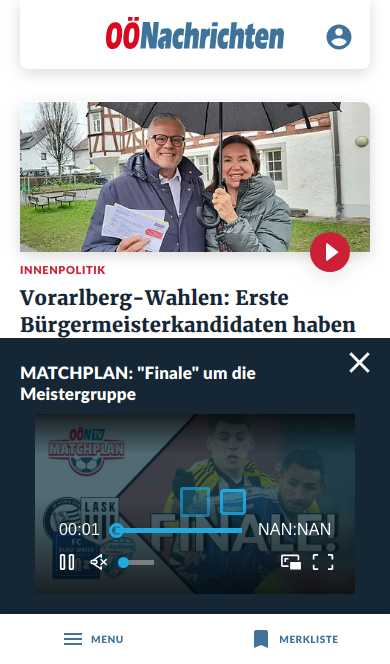 OÖNachrichten
INNENPOLITIK
Vorarlberg-Wahlen: Erste
Bürgermeisterkandidaten haben
MATCHPLAN: "Finale" um die
Meistergruppe
OÖN TV
MATCHPLAN
LASK
FC
FINALE!
00:01
NAN:NAN
MENU
MERKLISTE